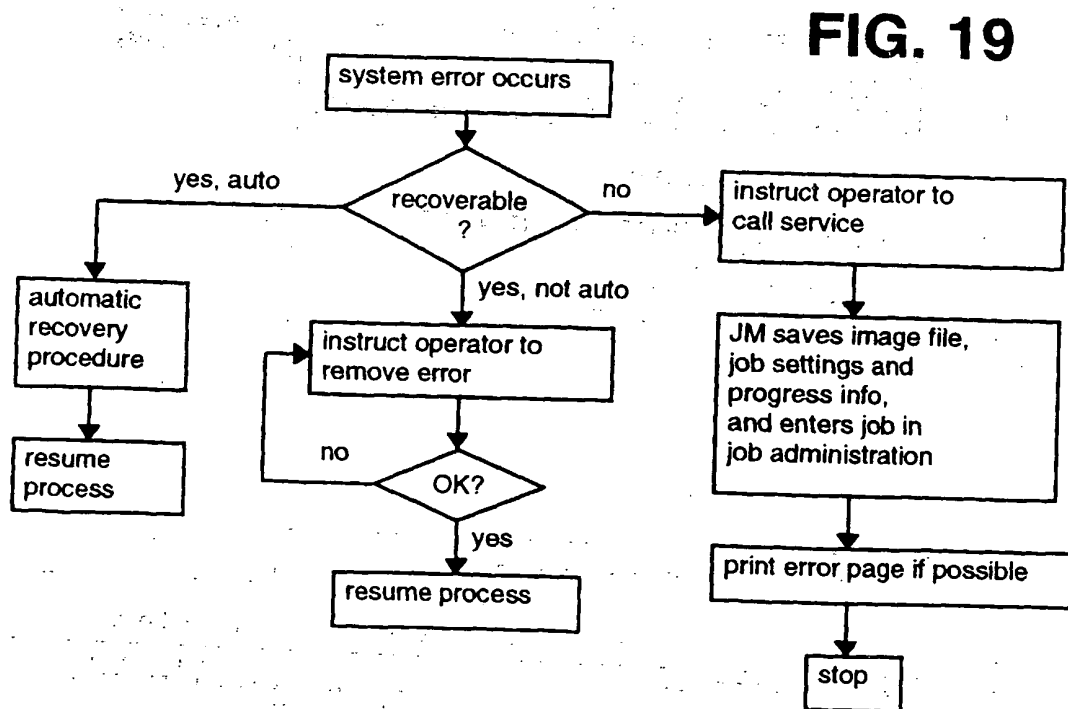 FIG. 19
system error occurs
yes, auto
recoverable
?
no
instruct operator to
call service
automatic
recovery
procedure
yes, not auto
instruct operator to
remove error
JM saves image file,
job settings and
progress info,
and enters job in
job administration
resume
process
no
OK?
yes
resume process
print error page if possible
stop